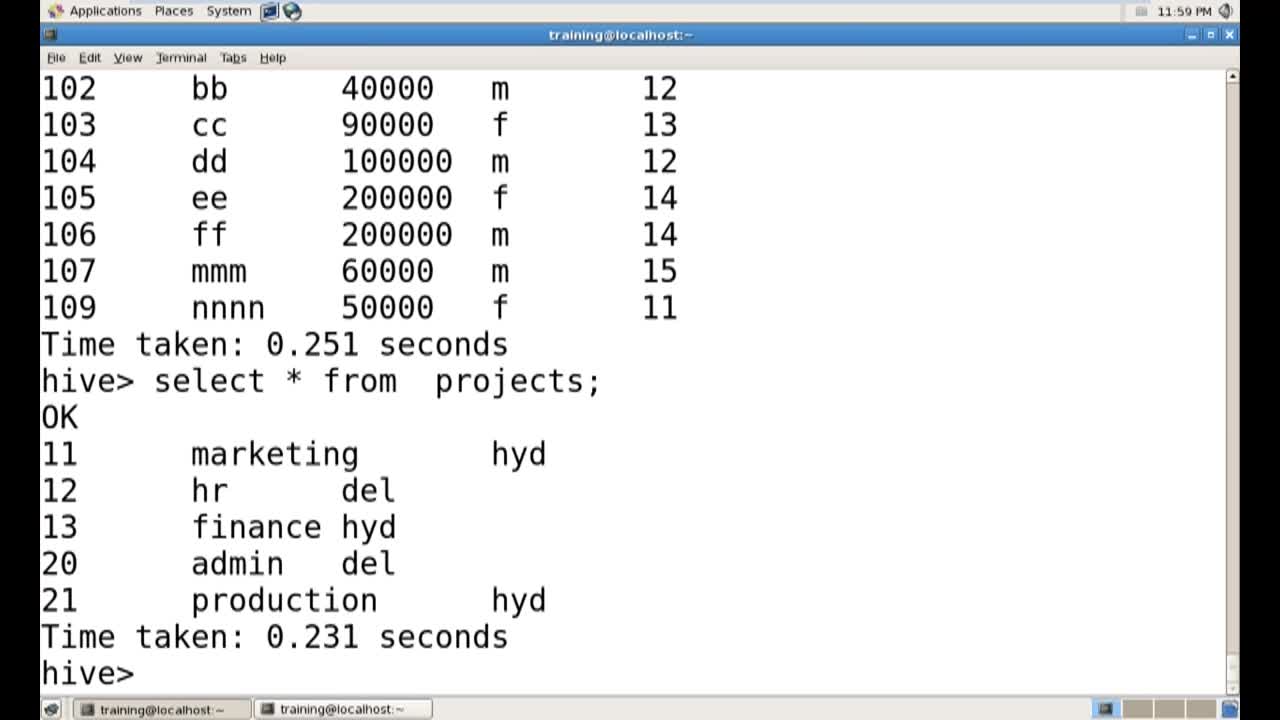 Applications Places System 11:59 PM
training@localhost:~
File Edit View Terminal Tabs Help
102 bb 40000 m 12
103 cc 90000 f 13
104 dd 100000 m 12
105 ee 200000 f 14
106 ff 200000 m 14
107 mmm 60000 m 15
109 nnnn 50000 f 11
Time taken: 0.251 seconds
hive> select * from  projects;
OK
11 marketing hyd
12 hr del
13 finance hyd
20 admin del
21 production hyd
Time taken: 0.231 seconds
hive>
training@localhost:~ training@localhost:~